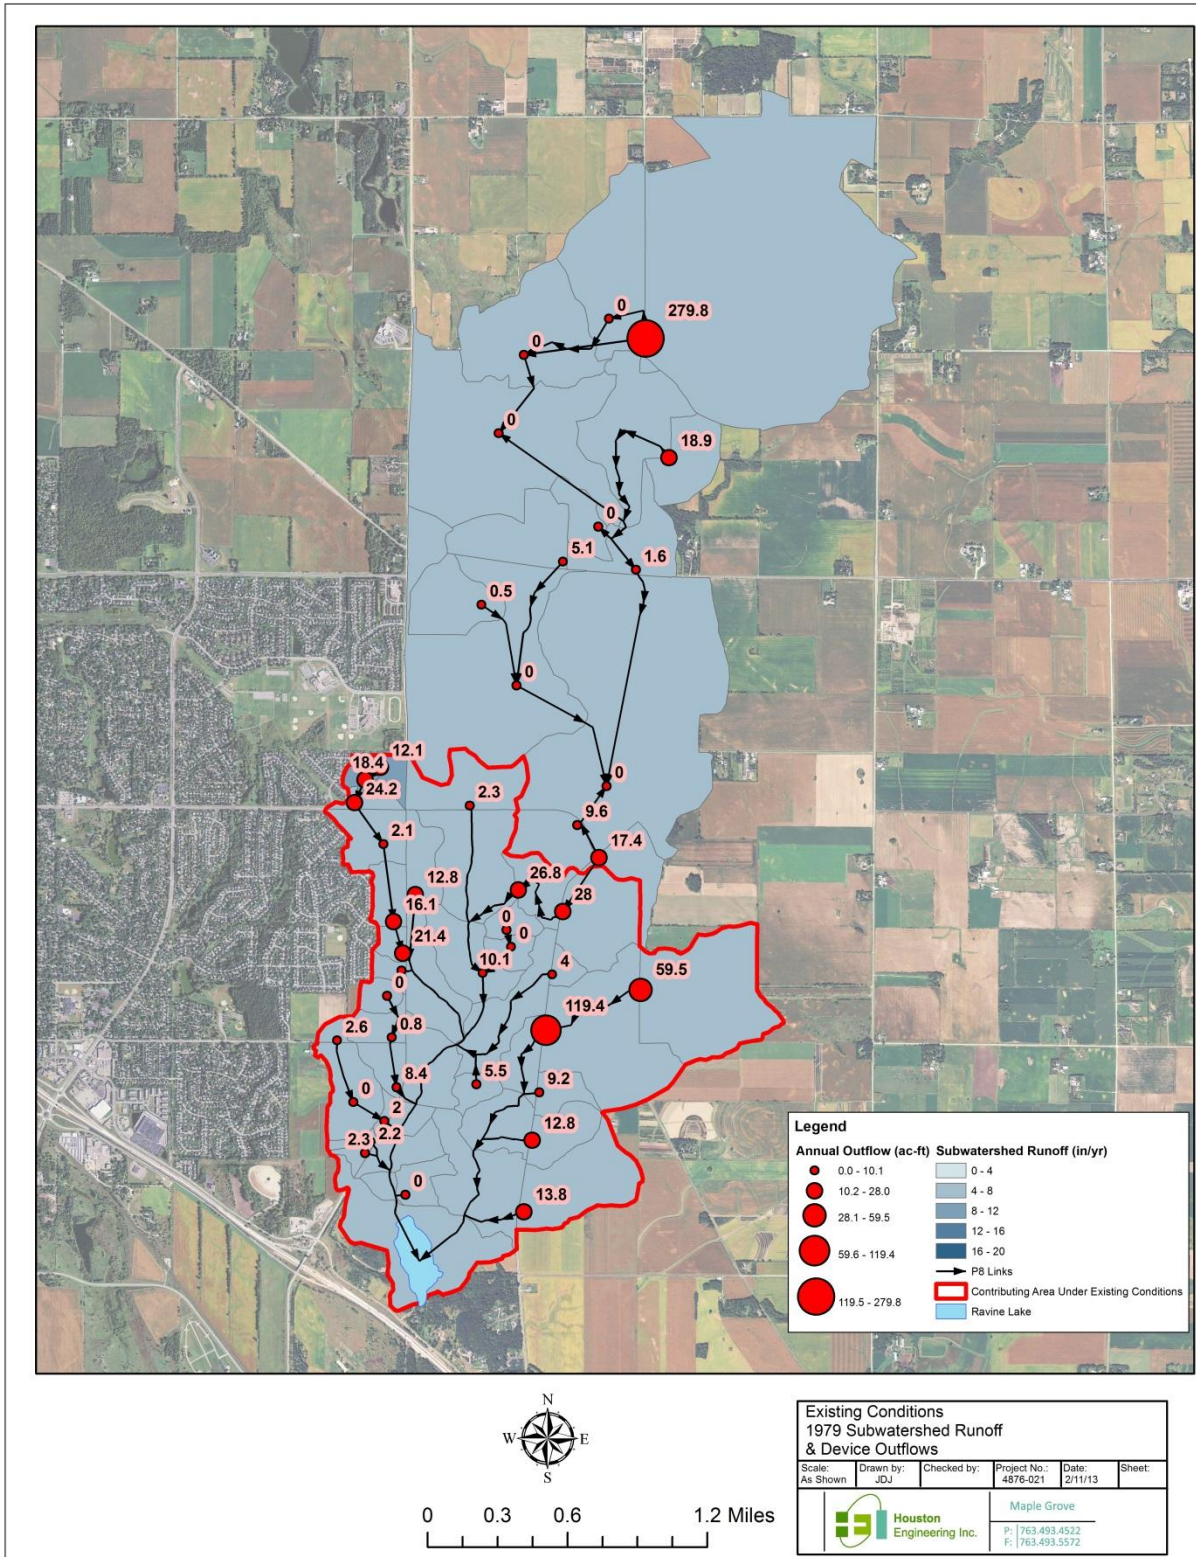 0
279.8
0
0
18.9
0
5.1
1.6
0.5
0
12.1
18.4
24.2
0
2.3
9.6
2.1
17.4
12.8
26.8
16.1
28
0
21.4
0
10.1
4
59.5
0
119.4
2.6
0.8
5.5
8.4
9.2
0
2
12.8
2.2
2.3
0
13.8
Legend
Annual Outflow (ac-ft) Subwatershed Runoff (in/yr)
0.0 - 10.1 0 - 4
10.2 - 28.0 4 - 8
28.1 - 59.5 8 - 12
12 - 16
59.6 - 119.4 16 - 20
P8 Links
119.5 - 279.8 Contributing Area Under Existing Conditions
Ravine Lake
N
W E
S
0 0.3 0.6 1.2 Miles
Existing Conditions
1979 Subwatershed Runoff
& Device Outflows
Scale: Drawn by: Checked by: Project No.: Date: Sheet:
As Shown JDJ 4876-021 2/11/13
Houston
Engineering Inc.
Maple Grove
P: 763.493.4522
F: 763.493.5572